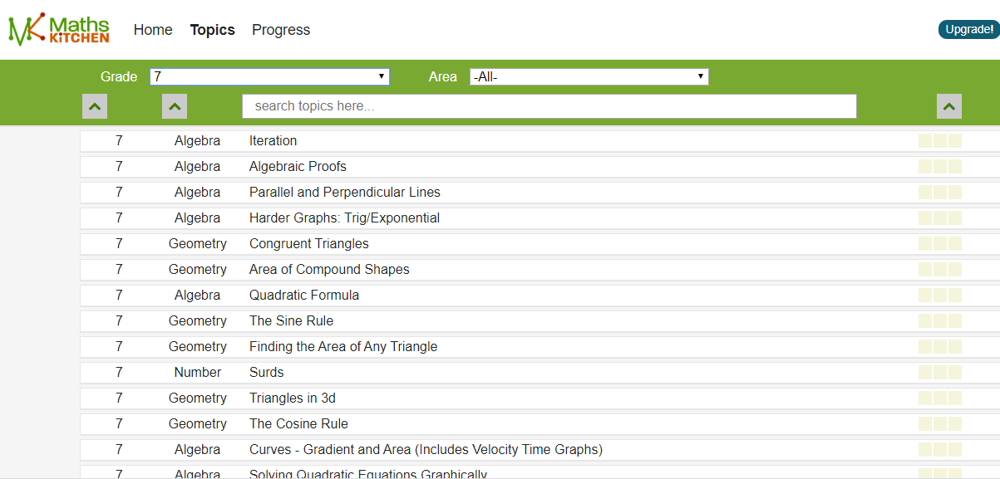 Maths KiTCHEN Home Topics Progress Upgrade!
Grade 7 Area -All-
search topics here...
7 Algebra Iteration
7 Algebra Algebraic Proofs
7 Algebra Parallel and Perpendicular Lines
7 Algebra Harder Graphs: Trig/Exponential
7 Geometry Congruent Triangles
7 Geometry Area of Compound Shapes
7 Algebra Quadratic Formula
7 Geometry The Sine Rule
7 Geometry Finding the Area of Any Triangle
7 Number Surds
7 Geometry Triangles in 3d
7 Geometry The Cosine Rule
7 Algebra Curves - Gradient and Area (Includes Velocity Time Graphs)
7 Algebra Solving Quadratic Equations Graphically